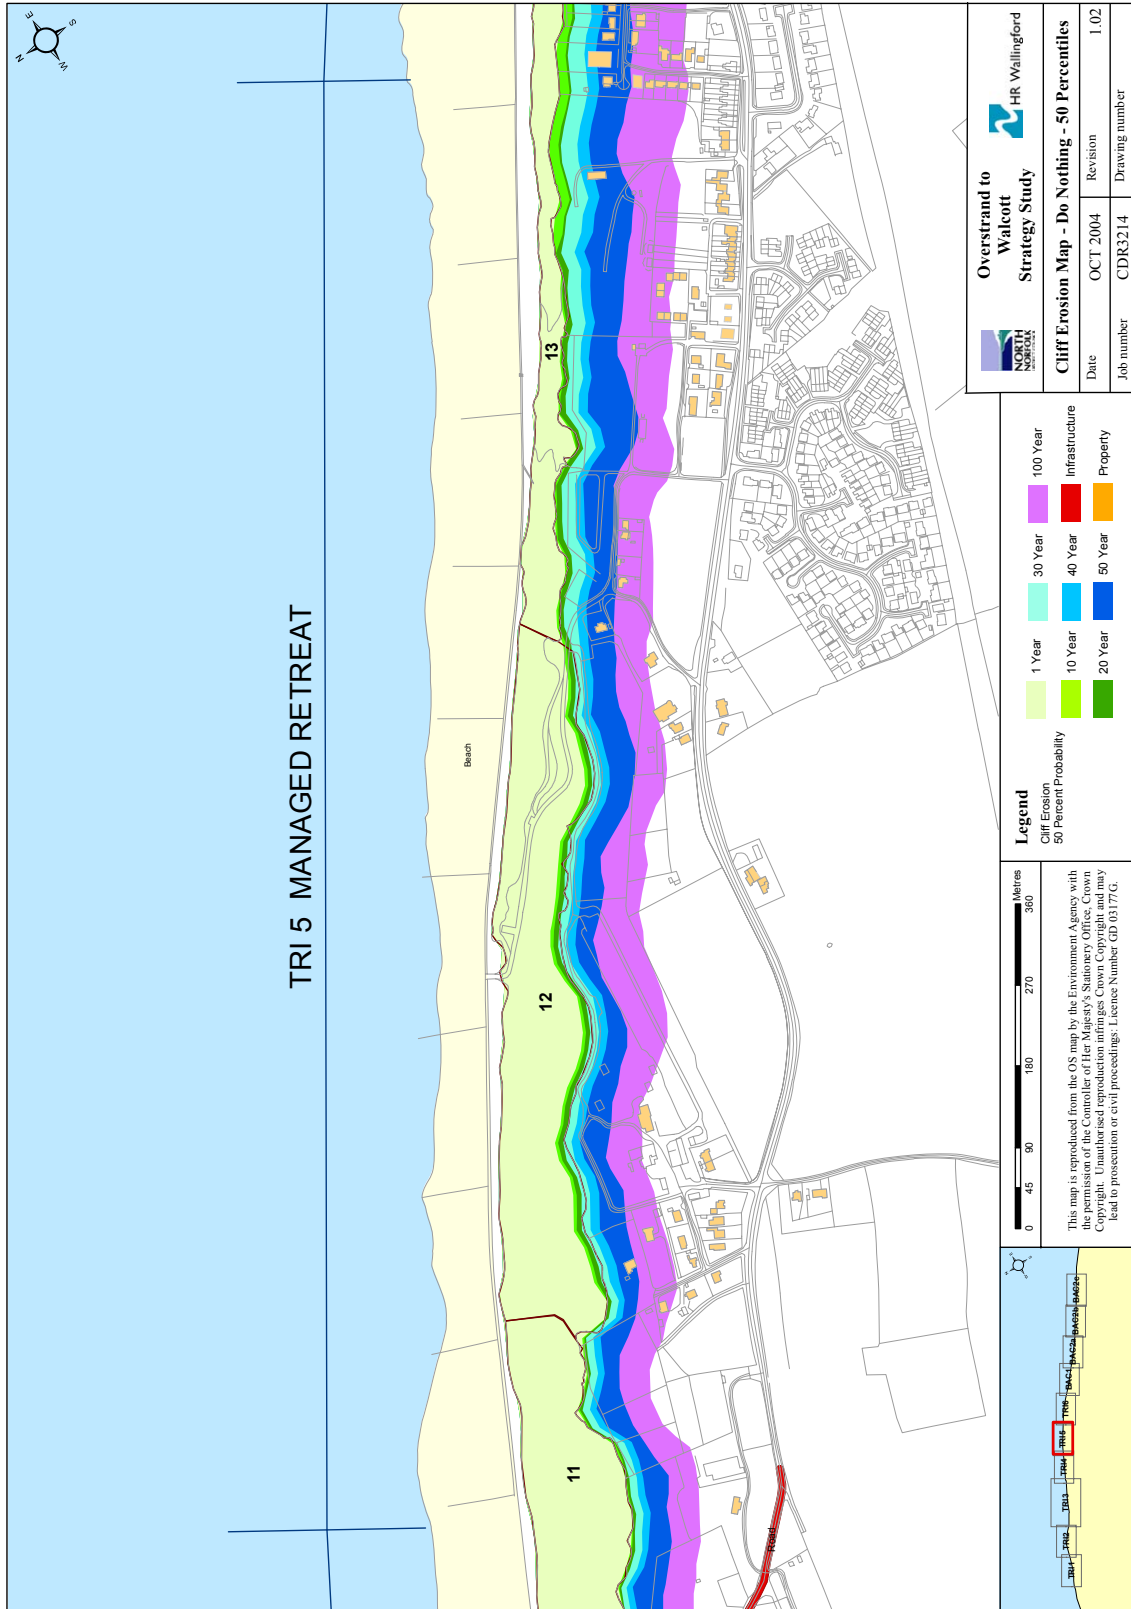 TRI 5 MANAGED RETREAT
Beach
11
12
13
Road
N
E
S
W
TRI1
TRI2
TRI3
TRI4
TRI5
TRI6
BAC1
BAC2a
BAC2b
BAC2c
0
45
90
180
270
360
Metres
This map is reproduced from the OS map by the Environment Agency with
the permission of the Controller of Her Majesty's Stationery Office, Crown
Copyright. Unauthorised reproduction infringes Crown Copyright and may
lead to prosecution or civil proceedings: Licence Number GD 03177G.
Legend
Cliff Erosion
50 Percent Probability
1 Year
10 Year
20 Year
30 Year
40 Year
50 Year
100 Year
Infrastructure
Property
NORTH
NORFOLK
Overstrand to
Walcott
Strategy Study
HR Wallingford
Cliff Erosion Map - Do Nothing - 50 Percentiles
Date
OCT 2004
Revision
1.02
Job number
CDR3214
Drawing number